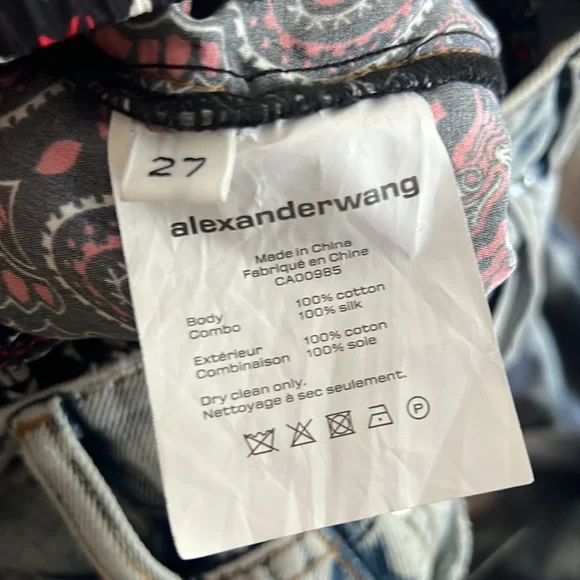 27
alexanderwang
Made in China
Fabriqué en Chine
CA00985
Body 100% cotton
Combo 100% silk
Extérieur 100% coton
Combinaison 100% soie
Dry clean only.
Nettoyage à sec seulement.
P